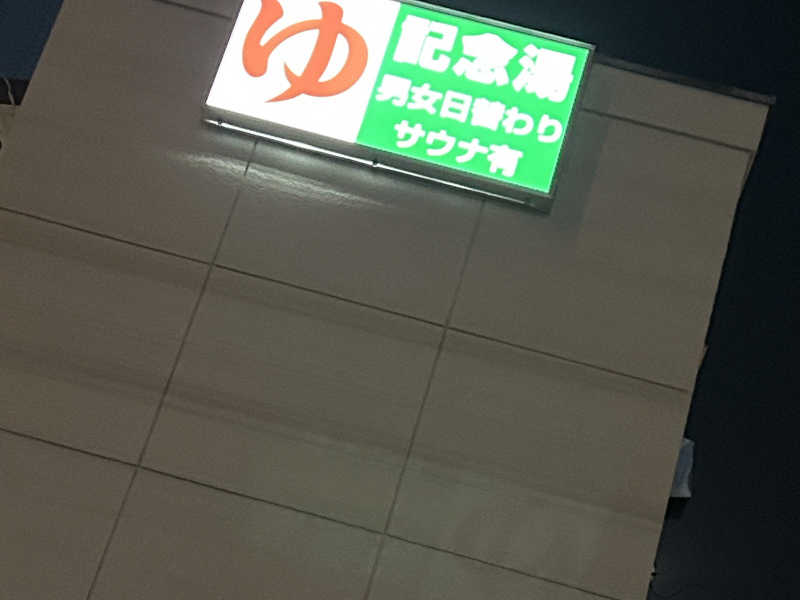 ゆ
記念湯
男女日替わり
サウナ有